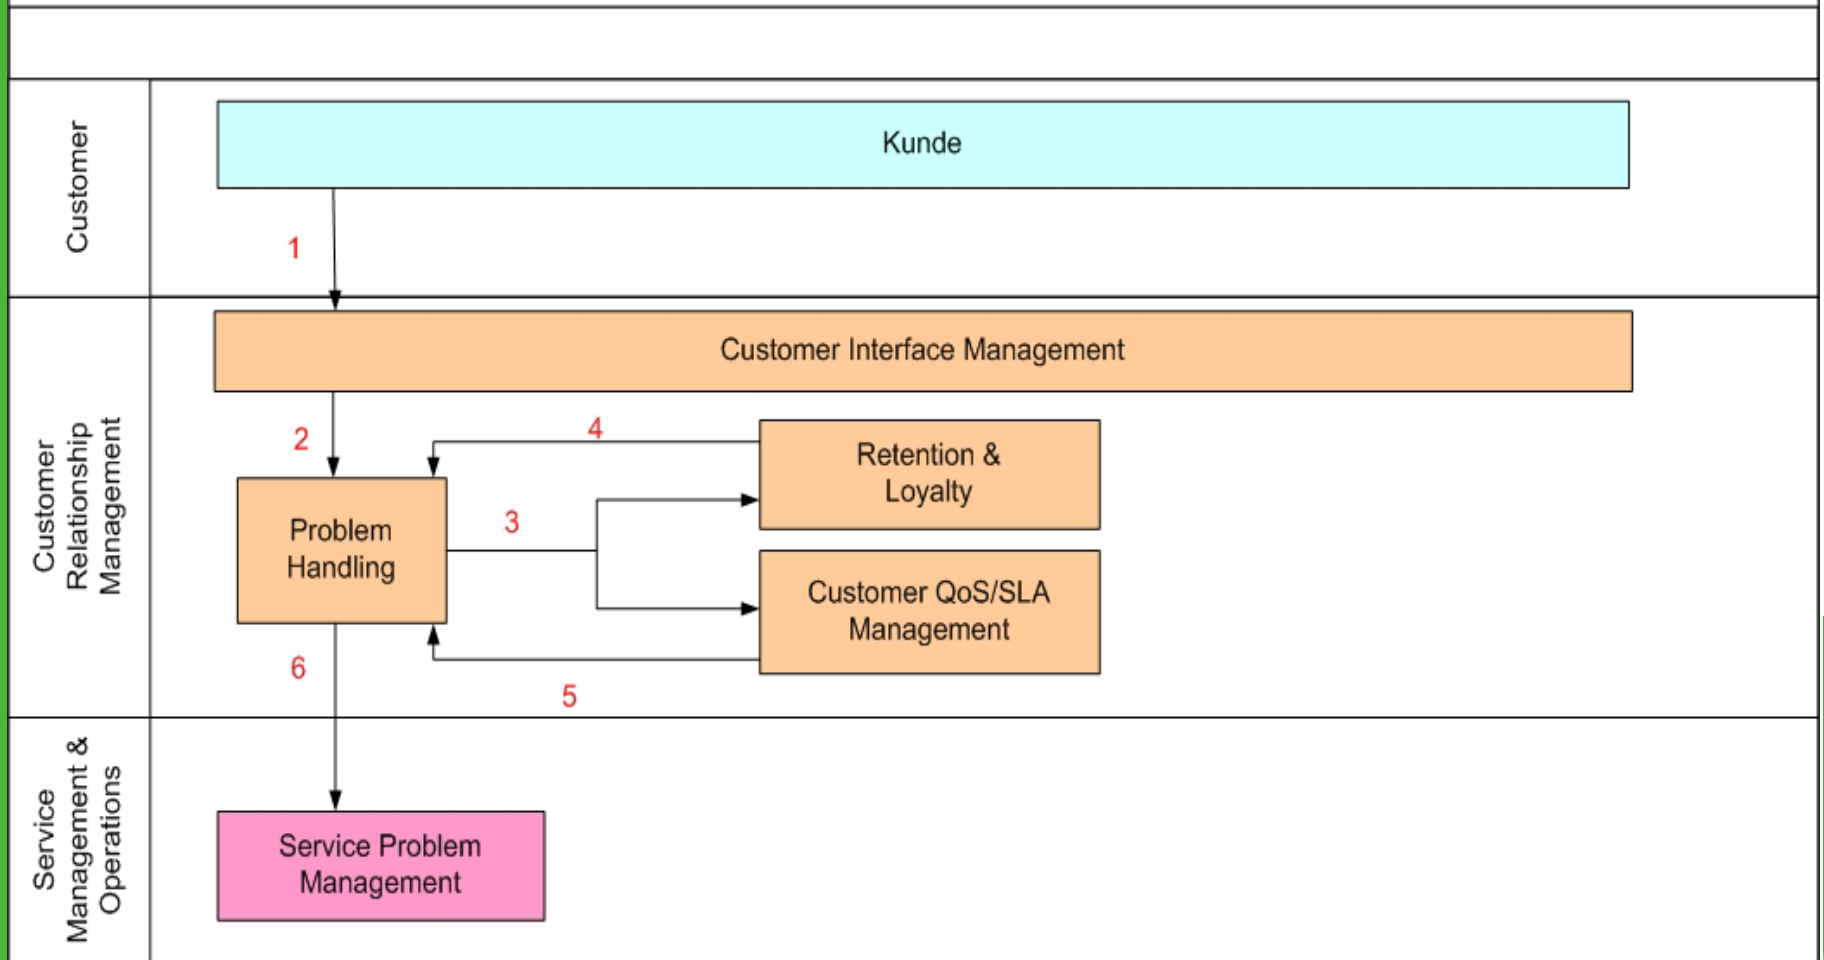 Customer
Kunde
1
Customer
Relationship
Management
Customer Interface Management
2
4
Retention &
Loyalty
Problem
Handling
3
Customer QoS/SLA
Management
6
5
Service
Management &
Operations
Service Problem
Management